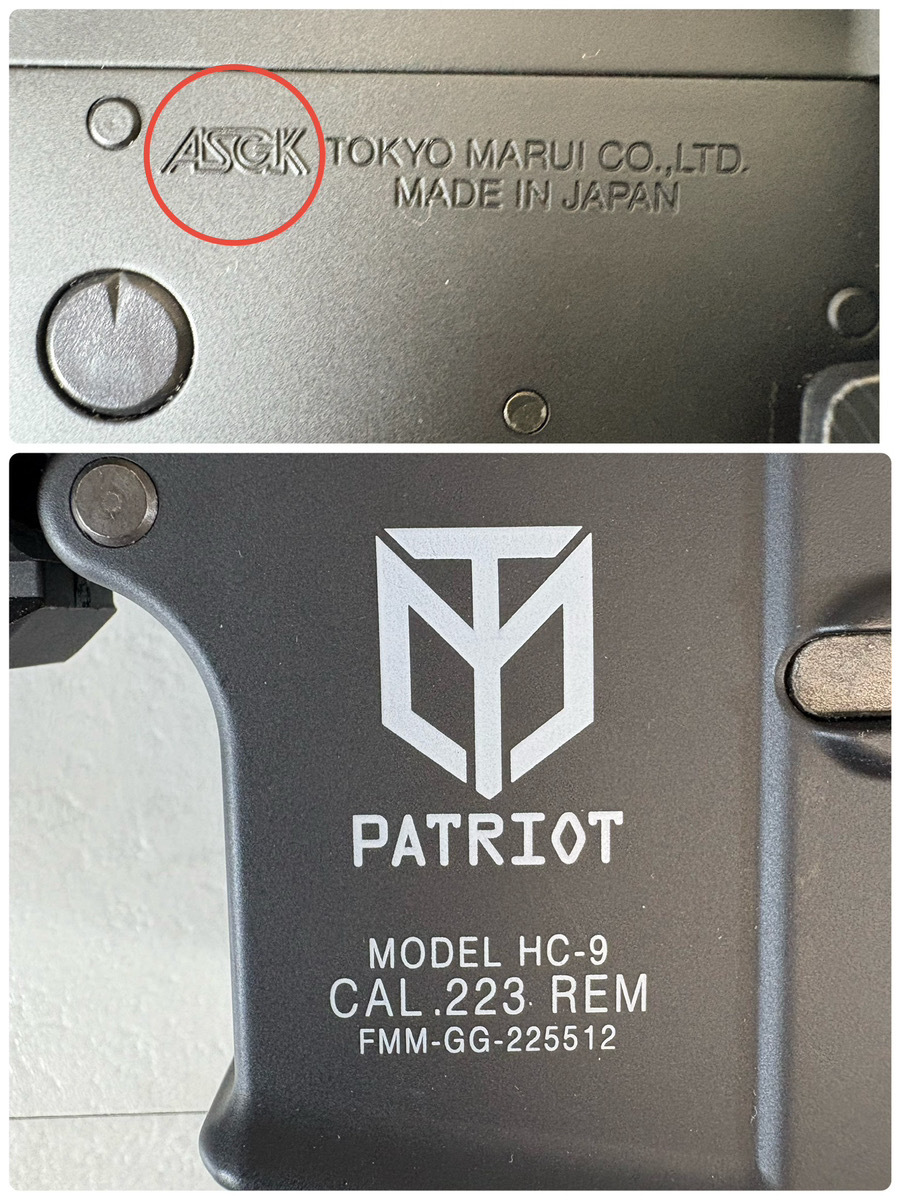 ASGK TOKYO MARUI CO.,LTD.
MADE IN JAPAN
PATRIOT
MODEL HC-9
CAL.223 REM
FMM-GG-225512